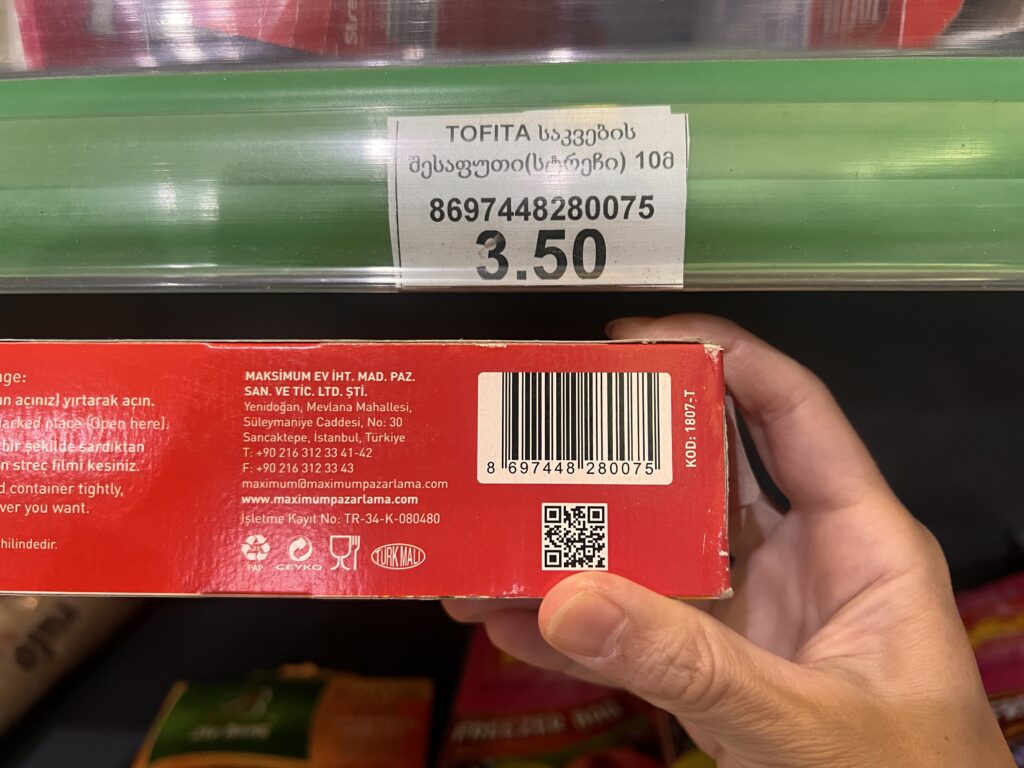 TOFITA საკვების
შესაფუთი(სტრეჩი) 10მ
8697448280075
3.50
age:
an acınız) yırtarak açın.
arked place (Open here).
bir şekilde sardıktan
n streç filmi kesiniz.
d container tightly,
ver you want.
hilindedir.
MAKSİMUM EV İHT. MAD. PAZ.
SAN. VE TİC. LTD. ŞTİ.
Yenidoğan, Mevlana Mahallesi,
Süleymaniye Caddesi, No: 30
Sancaktepe, İstanbul, Türkiye
T: +90 216 312 33 41-42
F: +90 216 312 33 43
maximum@maximumpazarlama.com
www.maximumpazarlama.com
İşletme Kayıt No: TR-34-K-080480
PAP
ÇEVKO
TÜRK MALI
8 697448 280075
KOD: 1807-T
FREEZER BAG